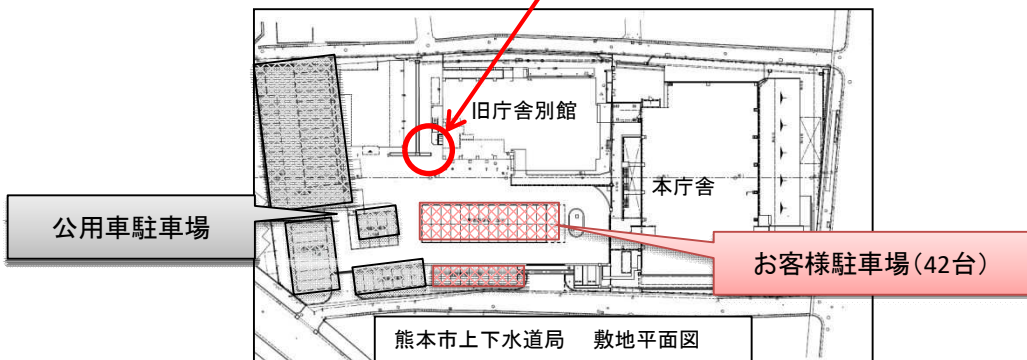 旧庁舎別館
本庁舎
公用車駐車場
お客様駐車場(42台)
熊本市上下水道局 敷地平面図